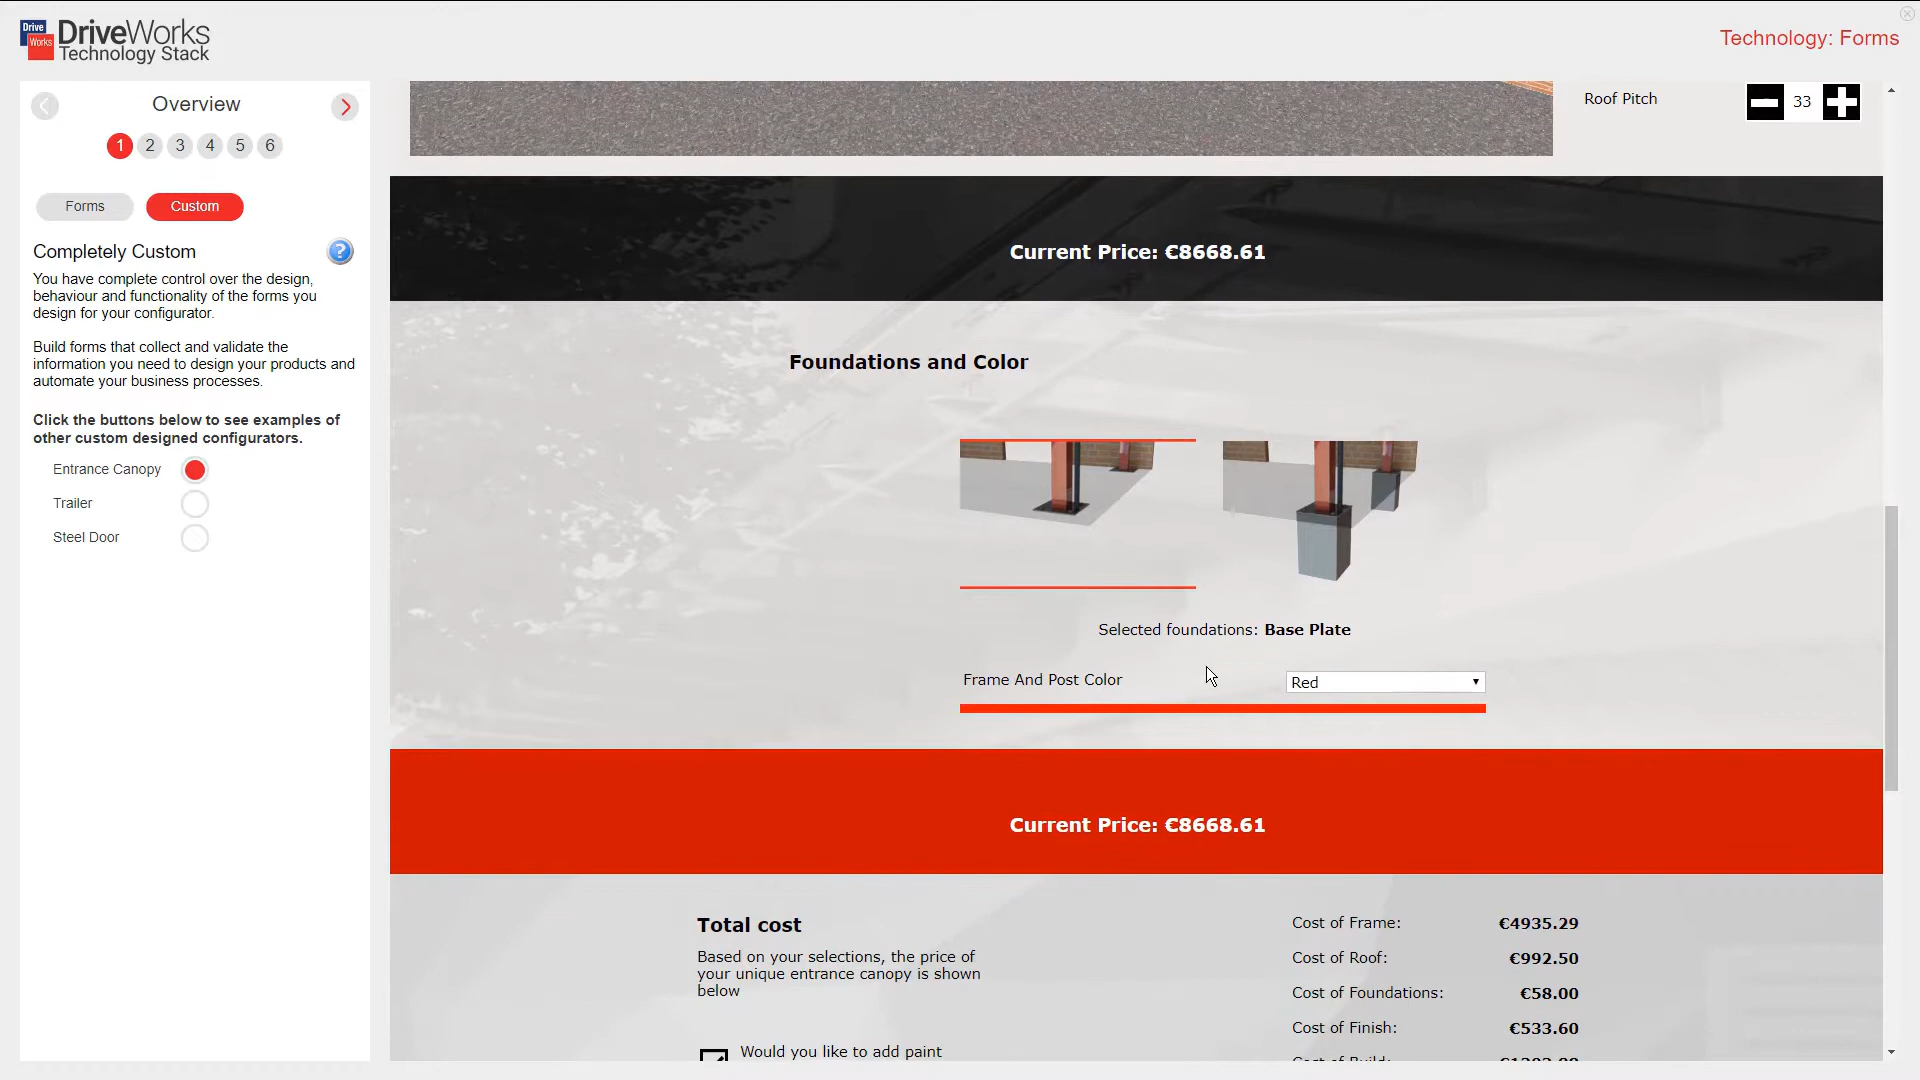 Drive
Works
DriveWorks
Technology Stack
Technology: Forms
Overview
1 2 3 4 5 6
Forms
Custom
Completely Custom
?
You have complete control over the design,
behaviour and functionality of the forms you
design for your configurator.
Build forms that collect and validate the
information you need to design your products and
automate your business processes.
Click the buttons below to see examples of
other custom designed configurators.
Entrance Canopy
Trailer
Steel Door
Roof Pitch
33
Current Price: €8668.61
Foundations and Color
Selected foundations: Base Plate
Frame And Post Color
Red
Current Price: €8668.61
Total cost
Based on your selections, the price of
your unique entrance canopy is shown
below
Would you like to add paint
Cost of Frame: €4935.29
Cost of Roof: €992.50
Cost of Foundations: €58.00
Cost of Finish: €533.60
Cost of Build: